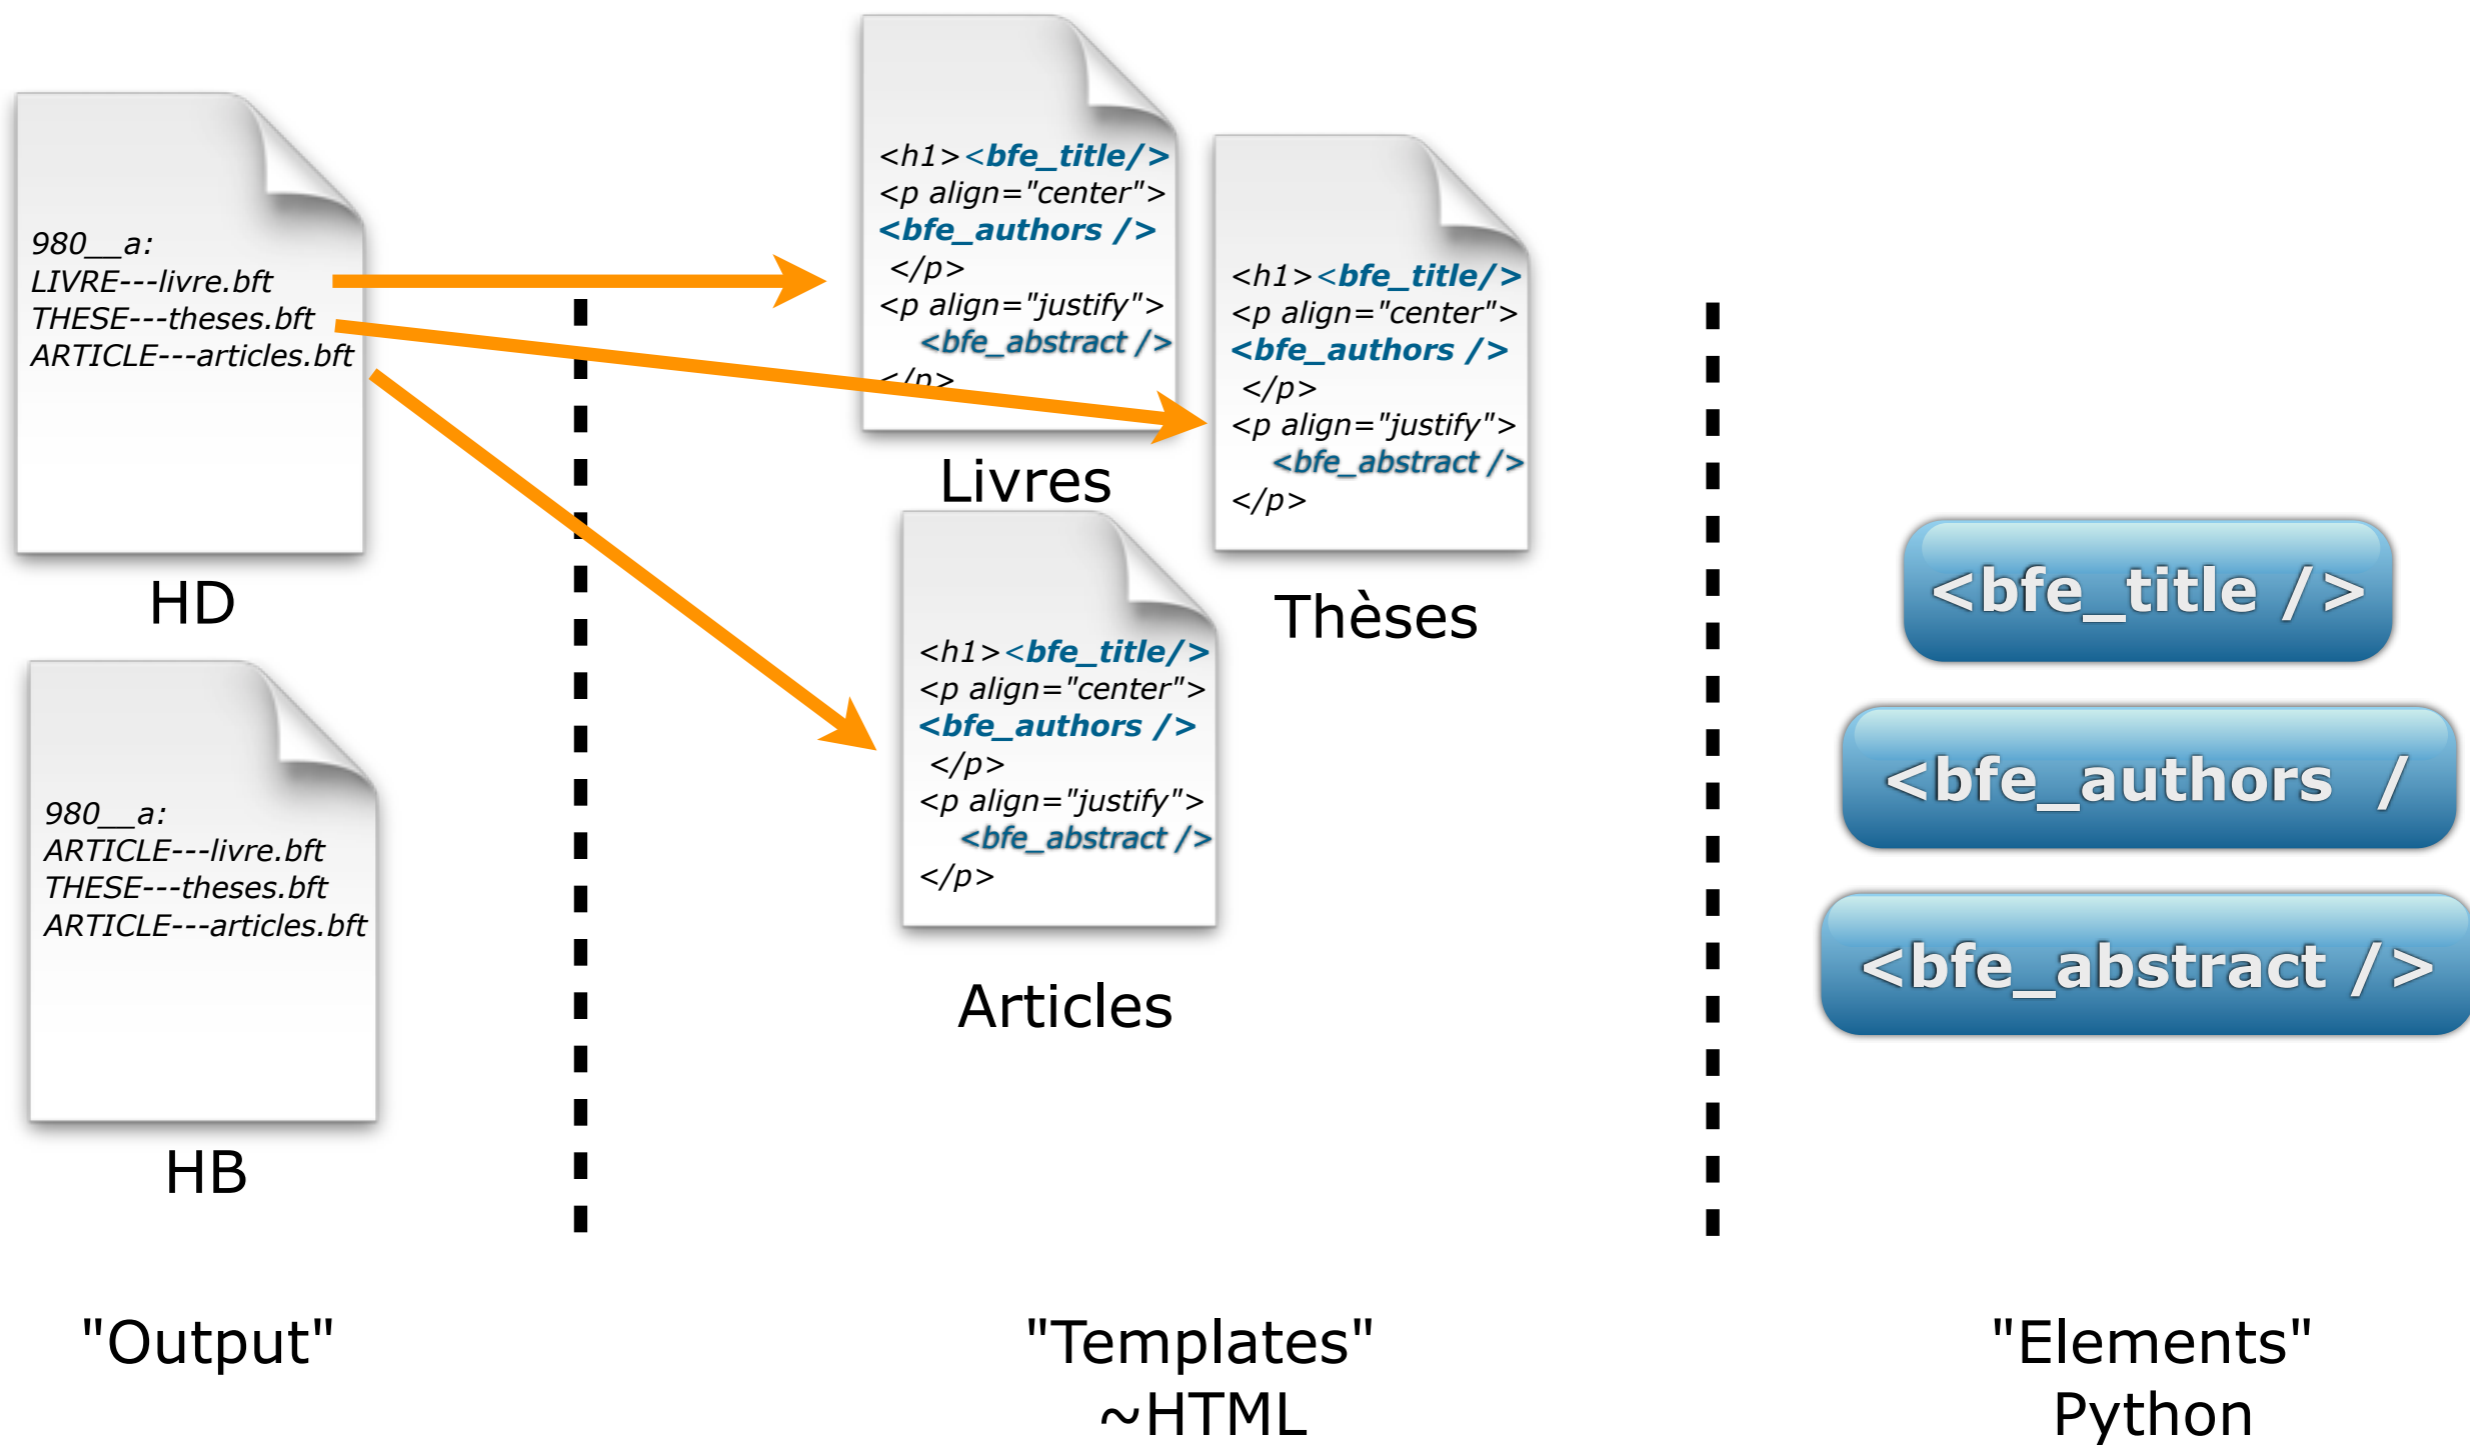 980__a:
LIVRE---livre.bft
THESE---theses.bft
ARTICLE---articles.bft
HD
980__a:
ARTICLE---livre.bft
THESE---theses.bft
ARTICLE---articles.bft
HB
"Output"
<h1><bfe_title/>
<p align="center">
<bfe_authors />
</p>
<p align="justify">
<bfe_abstract />
</p>
Livres
<h1><bfe_title/>
<p align="center">
<bfe_authors />
</p>
<p align="justify">
<bfe_abstract />
</p>
Thèses
<h1><bfe_title/>
<p align="center">
<bfe_authors />
</p>
<p align="justify">
<bfe_abstract />
</p>
Articles
"Templates"
~HTML
<bfe_title />
<bfe_authors /
<bfe_abstract />
"Elements"
Python